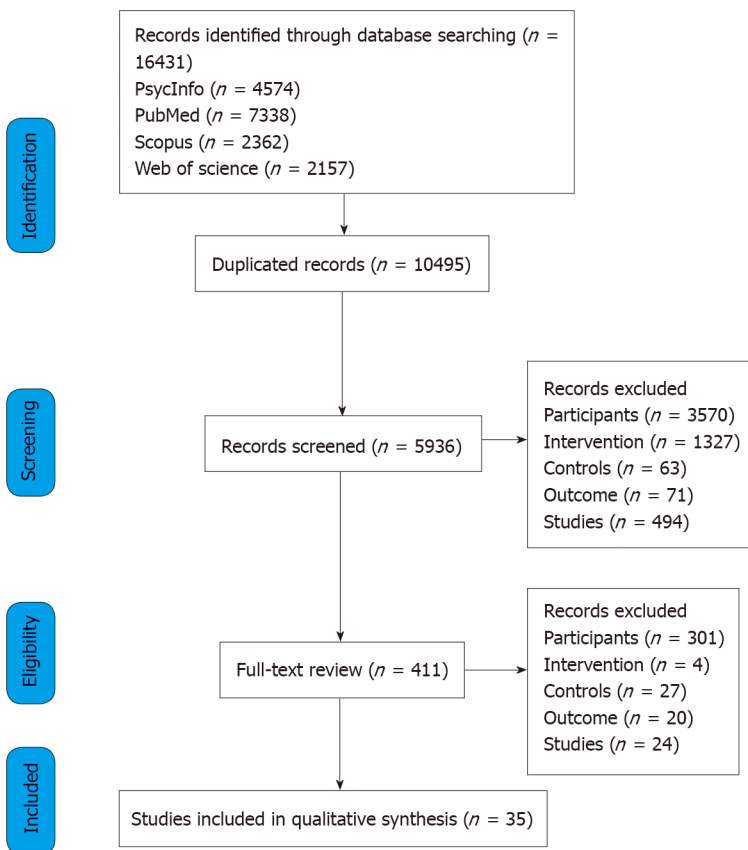 Records identified through database searching (n =
16431)
PsycInfo (n = 4574)
PubMed (n = 7338)
Scopus (n = 2362)
Web of science (n = 2157)
Identification
Duplicated records (n = 10495)
Screening
Records screened (n = 5936)
Records excluded
Participants (n = 3570)
Intervention (n = 1327)
Controls (n = 63)
Outcome (n = 71)
Studies (n = 494)
Eligibility
Full-text review (n = 411)
Records excluded
Participants (n = 301)
Intervention (n = 4)
Controls (n = 27)
Outcome (n = 20)
Studies (n = 24)
Included
Studies included in qualitative synthesis (n = 35)